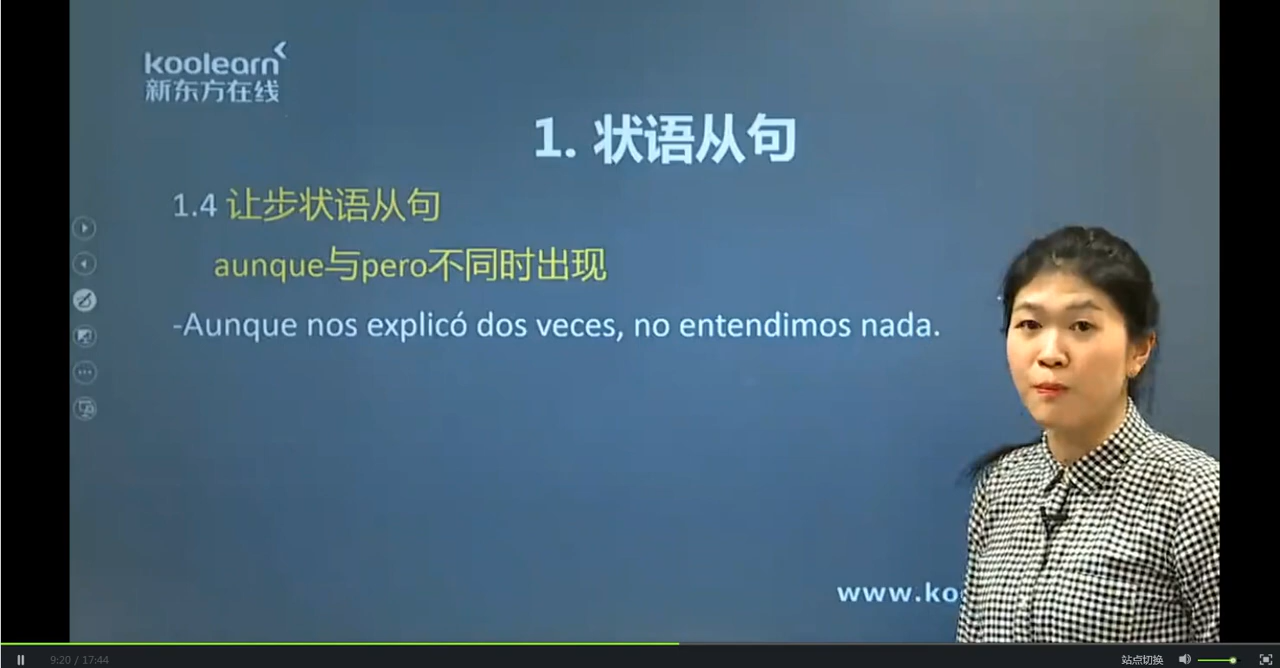 koolearn
新东方在线
1. 状语从句
1.4 让步状语从句
aunque与pero不同时出现
-Aunque nos explicó dos veces, no entendimos nada.
www.ko
9:20 / 17:44
站点切换